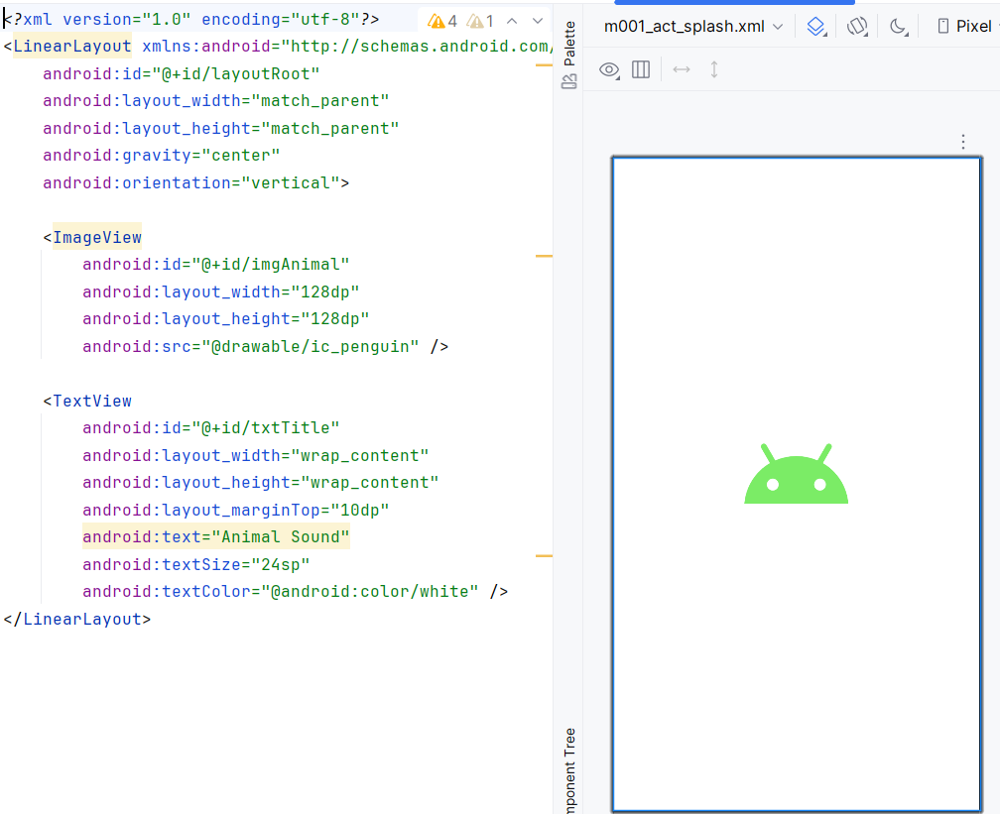 <?xml version="1.0" encoding="utf-8"?>
4 1
<LinearLayout xmlns:android="http://schemas.android.com/
android:id="@+id/layoutRoot"
android:layout_width="match_parent"
android:layout_height="match_parent"
android:gravity="center"
android:orientation="vertical">
<ImageView
android:id="@+id/imgAnimal"
android:layout_width="128dp"
android:layout_height="128dp"
android:src="@drawable/ic_penguin" />
<TextView
android:id="@+id/txtTitle"
android:layout_width="wrap_content"
android:layout_height="wrap_content"
android:layout_marginTop="10dp"
android:text="Animal Sound"
android:textSize="24sp"
android:textColor="@android:color/white" />
</LinearLayout>
Palette
mponent Tree
m001_act_splash.xml
Pixel